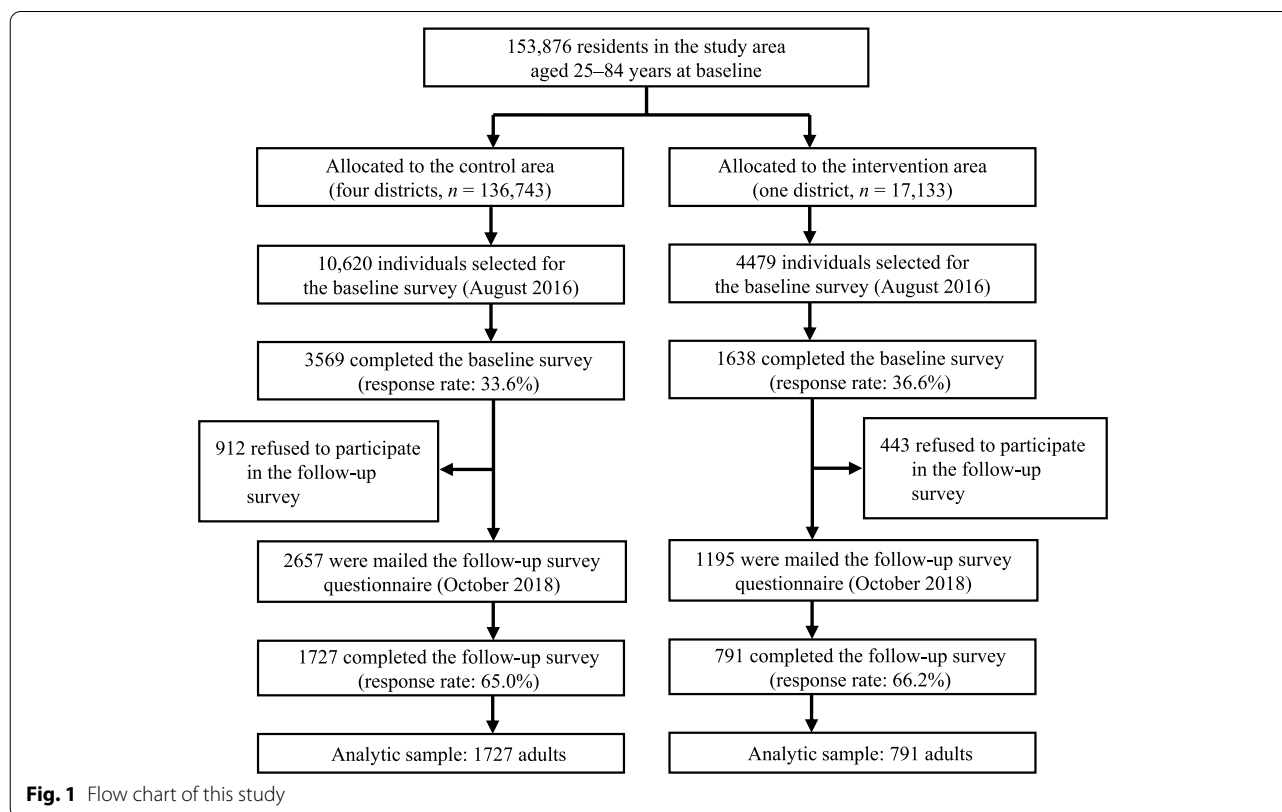 153,876 residents in the study area
aged 25–84 years at baseline
Allocated to the control area
(four districts, n = 136,743)
Allocated to the intervention area
(one district, n = 17,133)
10,620 individuals selected for
the baseline survey (August 2016)
4479 individuals selected for
the baseline survey (August 2016)
3569 completed the baseline survey
(response rate: 33.6%)
1638 completed the baseline survey
(response rate: 36.6%)
912 refused to participate
in the follow-up
survey
443 refused to participate
in the follow-up
survey
2657 were mailed the follow-up survey
questionnaire (October 2018)
1195 were mailed the follow-up survey
questionnaire (October 2018)
1727 completed the follow-up survey
(response rate: 65.0%)
791 completed the follow-up survey
(response rate: 66.2%)
Analytic sample: 1727 adults
Analytic sample: 791 adults
Fig. 1 Flow chart of this study